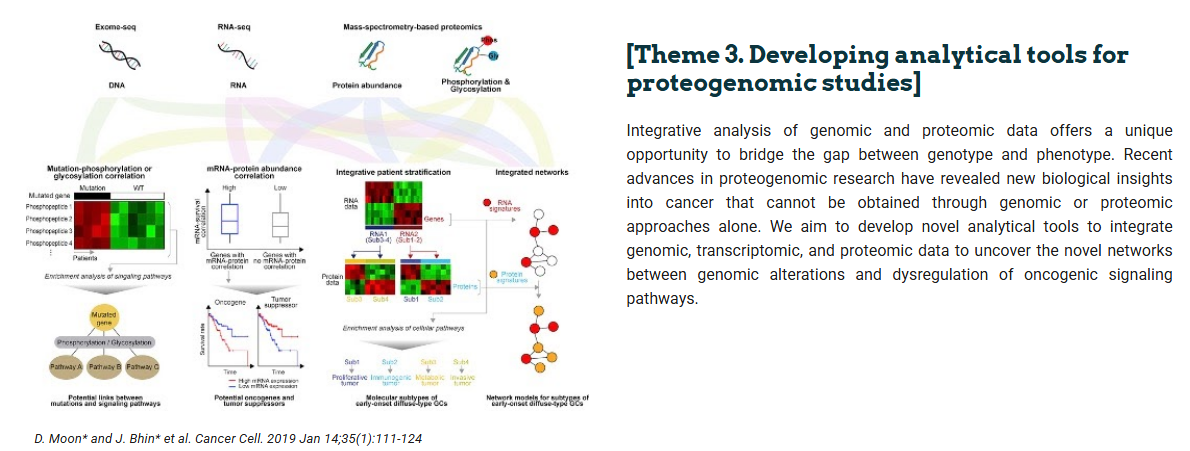 Exome-seq
RNA-seq
Mass-spectrometry-based proteomics
Phos
Gly
DNA
RNA
Protein abundance
Phosphorylation &
Glycosylation
Mutation-phosphorylation or
glycosylation correlation
Mutation
WT
Mutated gene
Phosphopeptide 1
Phosphopeptide 2
Phosphopeptide 3
Phosphopeptide 4
Patients
Enrichment analysis of singaling pathways
Mutated
gene
Phosphorylation / Glycosylation
Pathway A
Pathway B
Pathway C
Potential links between
mutations and signaling pathways
mRNA-protein abundance
correlation
High
Low
mRNA-survival
correlation
Genes with
mRNA-protein
correlation
Genes with
no mRNA-protein
correlation
Oncogene
Tumor
suppressor
Survival rate
Time
Time
High mRNA expression
Low mRNA expression
Potential oncogenes and
tumor suppressors
Integrative patient stratification
RNA
data
Genes
RNA1
(Sub3-4)
RNA2
(Sub1-2)
Protein
data
Proteins
Sub3
Sub4
Sub1
Sub2
Enrichment analysis of cellular pathways
Sub1
Sub2
Sub3
Sub4
Proliferative
tumor
Immunogenic
tumor
Metabolic
tumor
Invasive
tumor
Molecular subtypes of
early-onset diffuse-type GCs
Integrated networks
RNA
signatures
Protein
signatures
Network models for subtypes of
early-onset diffuse-type GCs
D. Moon* and J. Bhin* et al. Cancer Cell. 2019 Jan 14;35(1):111-124
[Theme 3. Developing analytical tools for
proteogenomic studies]
Integrative analysis of genomic and proteomic data offers a unique
opportunity to bridge the gap between genotype and phenotype. Recent
advances in proteogenomic research have revealed new biological insights
into cancer that cannot be obtained through genomic or proteomic
approaches alone. We aim to develop novel analytical tools to integrate
genomic, transcriptomic, and proteomic data to uncover the novel networks
between genomic alterations and dysregulation of oncogenic signaling
pathways.